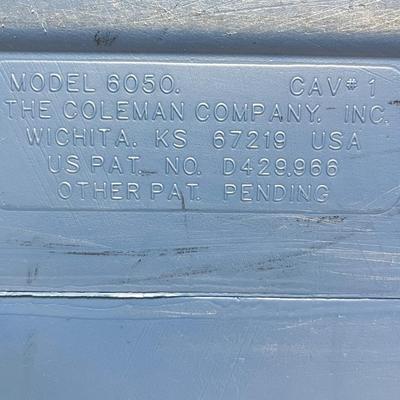 MODEL 6050. CAV# 1
THE COLEMAN COMPANY. INC.
WICHITA. KS 67219 USA
US PAT. NO. D429,966
OTHER PAT. PENDING